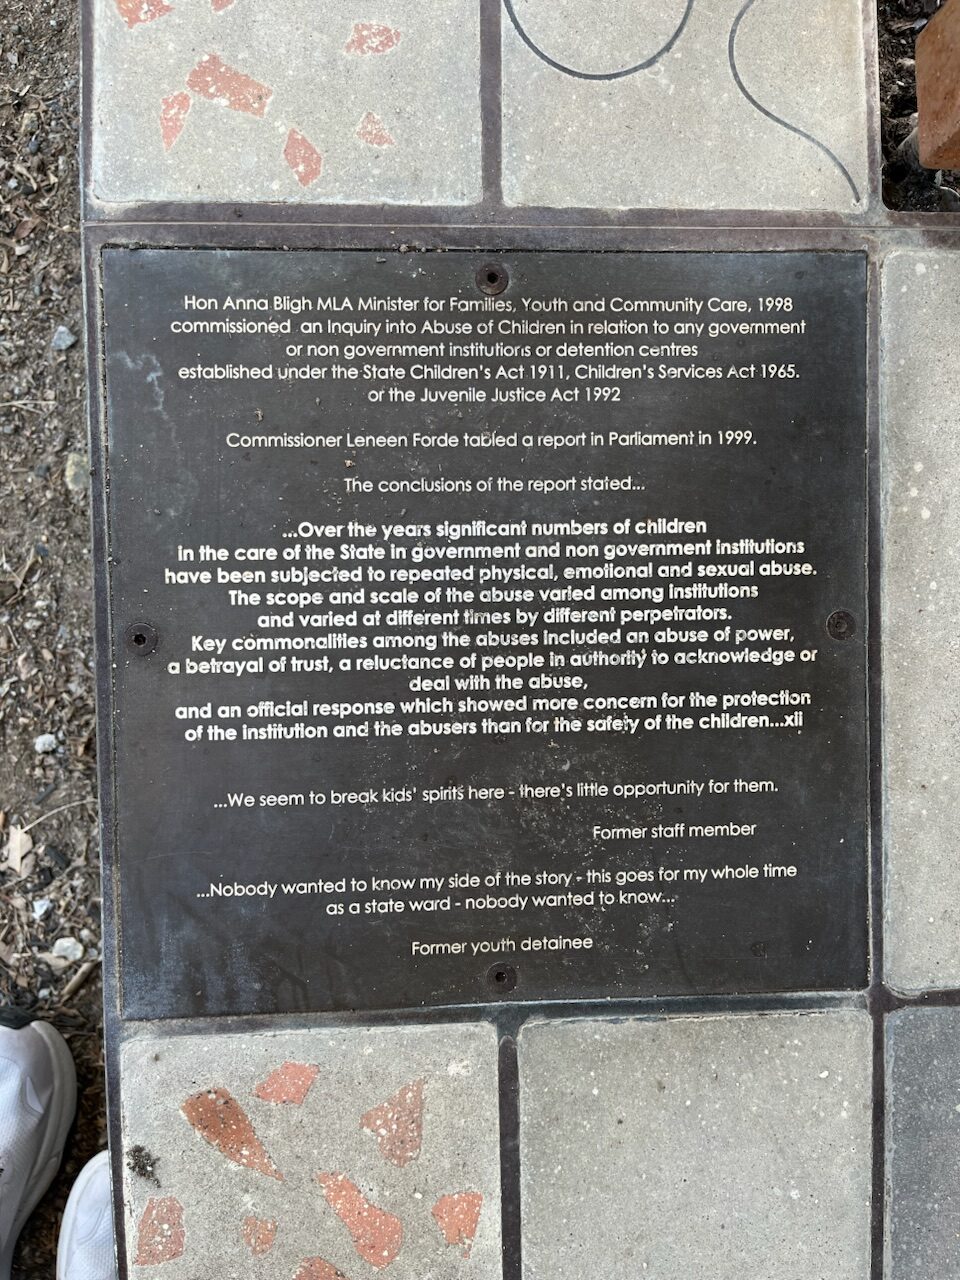 Hon Anna Bligh MLA Minister for Families, Youth and Community Care, 1998
commissioned an Inquiry into Abuse of Children in relation to any government
or non government institutions or detention centres
established under the State Children's Act 1911, Children's Services Act 1965.
or the Juvenile Justice Act 1992
Commissioner Leneen Forde tabled a report in Parliament in 1999.
The conclusions of the report stated...
...Over the years significant numbers of children
in the care of the State in government and non government institutions
have been subjected to repeated physical, emotional and sexual abuse.
The scope and scale of the abuse varied among institutions
and varied at different times by different perpetrators.
Key commonalities among the abuses included an abuse of power,
a betrayal of trust, a reluctance of people in authority to acknowledge or
deal with the abuse,
and an official response which showed more concern for the protection
of the institution and the abusers than for the safety of the children...xii
...We seem to break kids' spirits here - there's little opportunity for them.
Former staff member
...Nobody wanted to know my side of the story - this goes for my whole time
as a state ward - nobody wanted to know...
Former youth detainee